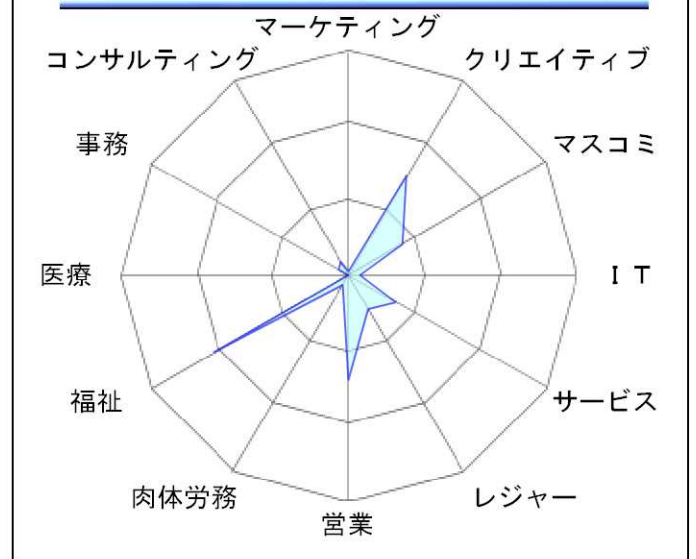 マーケティング
コンサルティング
クリエイティブ
事務
マスコミ
医療
ＩＴ
福祉
サービス
肉体労務
レジャー
営業